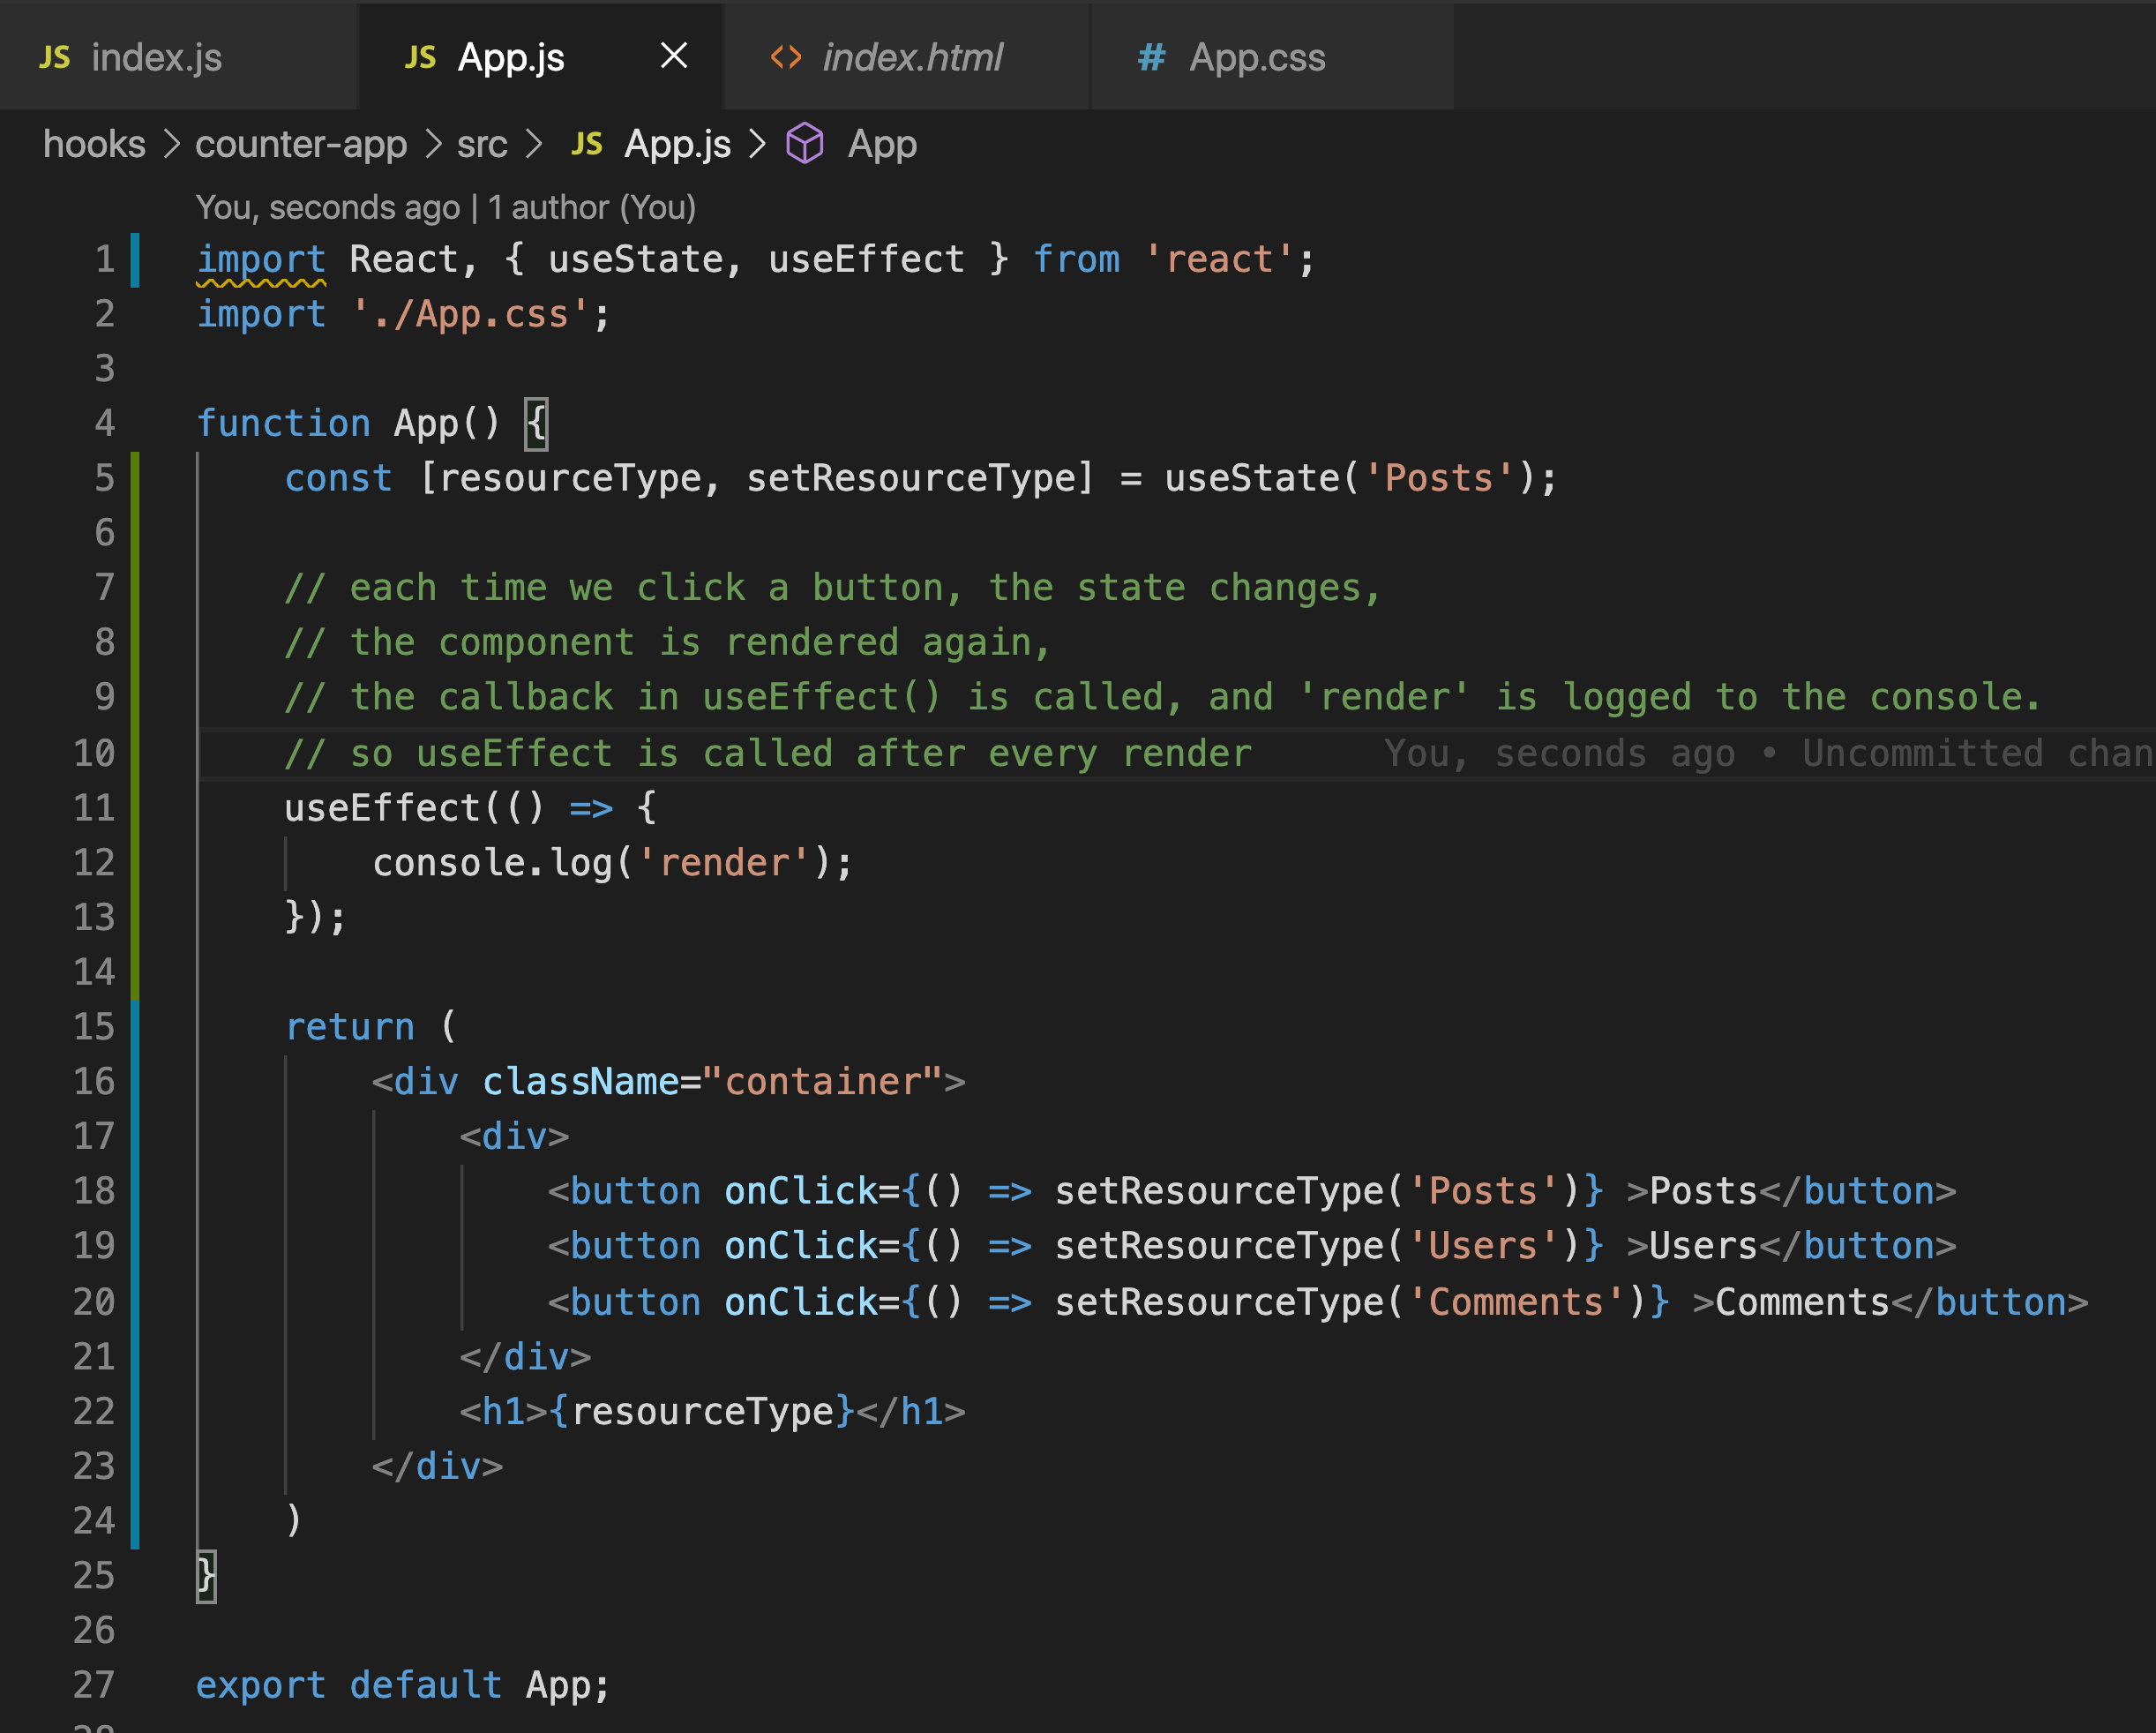 JS index.js JS App.js × <> index.html # App.css
hooks > counter-app > src > JS App.js > App
You, seconds ago | 1 author (You)
1 import React, { useState, useEffect } from 'react';
2 import './App.css';
3
4 function App() {
5 const [resourceType, setResourceType] = useState('Posts');
6
7 // each time we click a button, the state changes,
8 // the component is rendered again,
9 // the callback in useEffect() is called, and 'render' is logged to the console.
10 // so useEffect is called after every render You, seconds ago • Uncommitted chan
11 useEffect(() => {
12 console.log('render');
13 });
14
15 return (
16 <div className="container">
17 <div>
18 <button onClick={() => setResourceType('Posts')} >Posts</button>
19 <button onClick={() => setResourceType('Users')} >Users</button>
20 <button onClick={() => setResourceType('Comments')} >Comments</button>
21 </div>
22 <h1>{resourceType}</h1>
23 </div>
24 )
25 }
26
27 export default App;
28